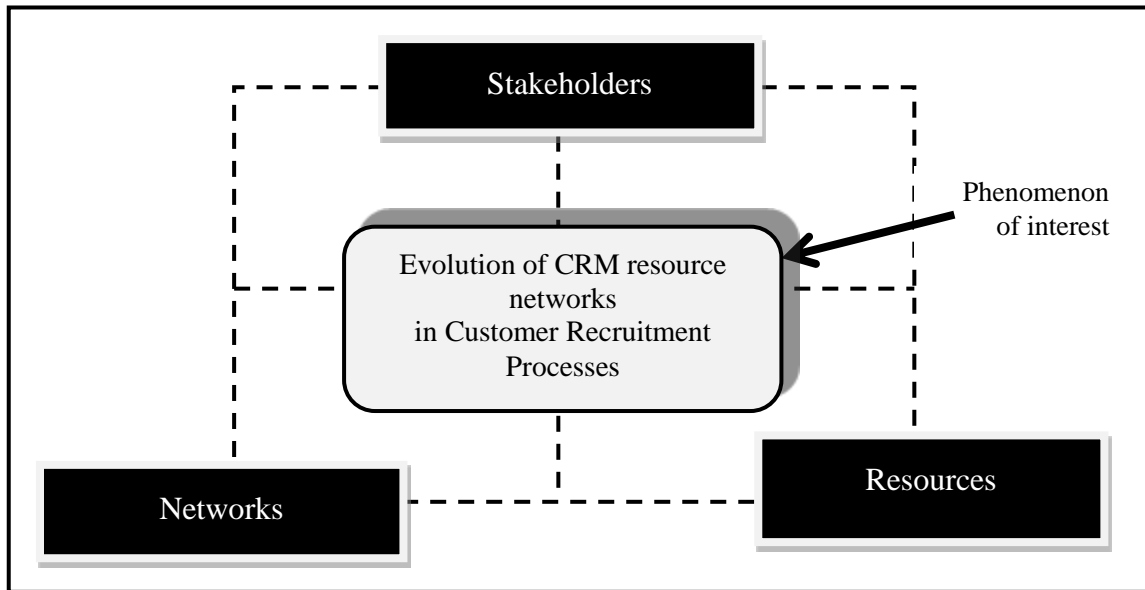 Stakeholders
Phenomenon
of interest
Evolution of CRM resource
networks
in Customer Recruitment
Processes
Resources
Networks